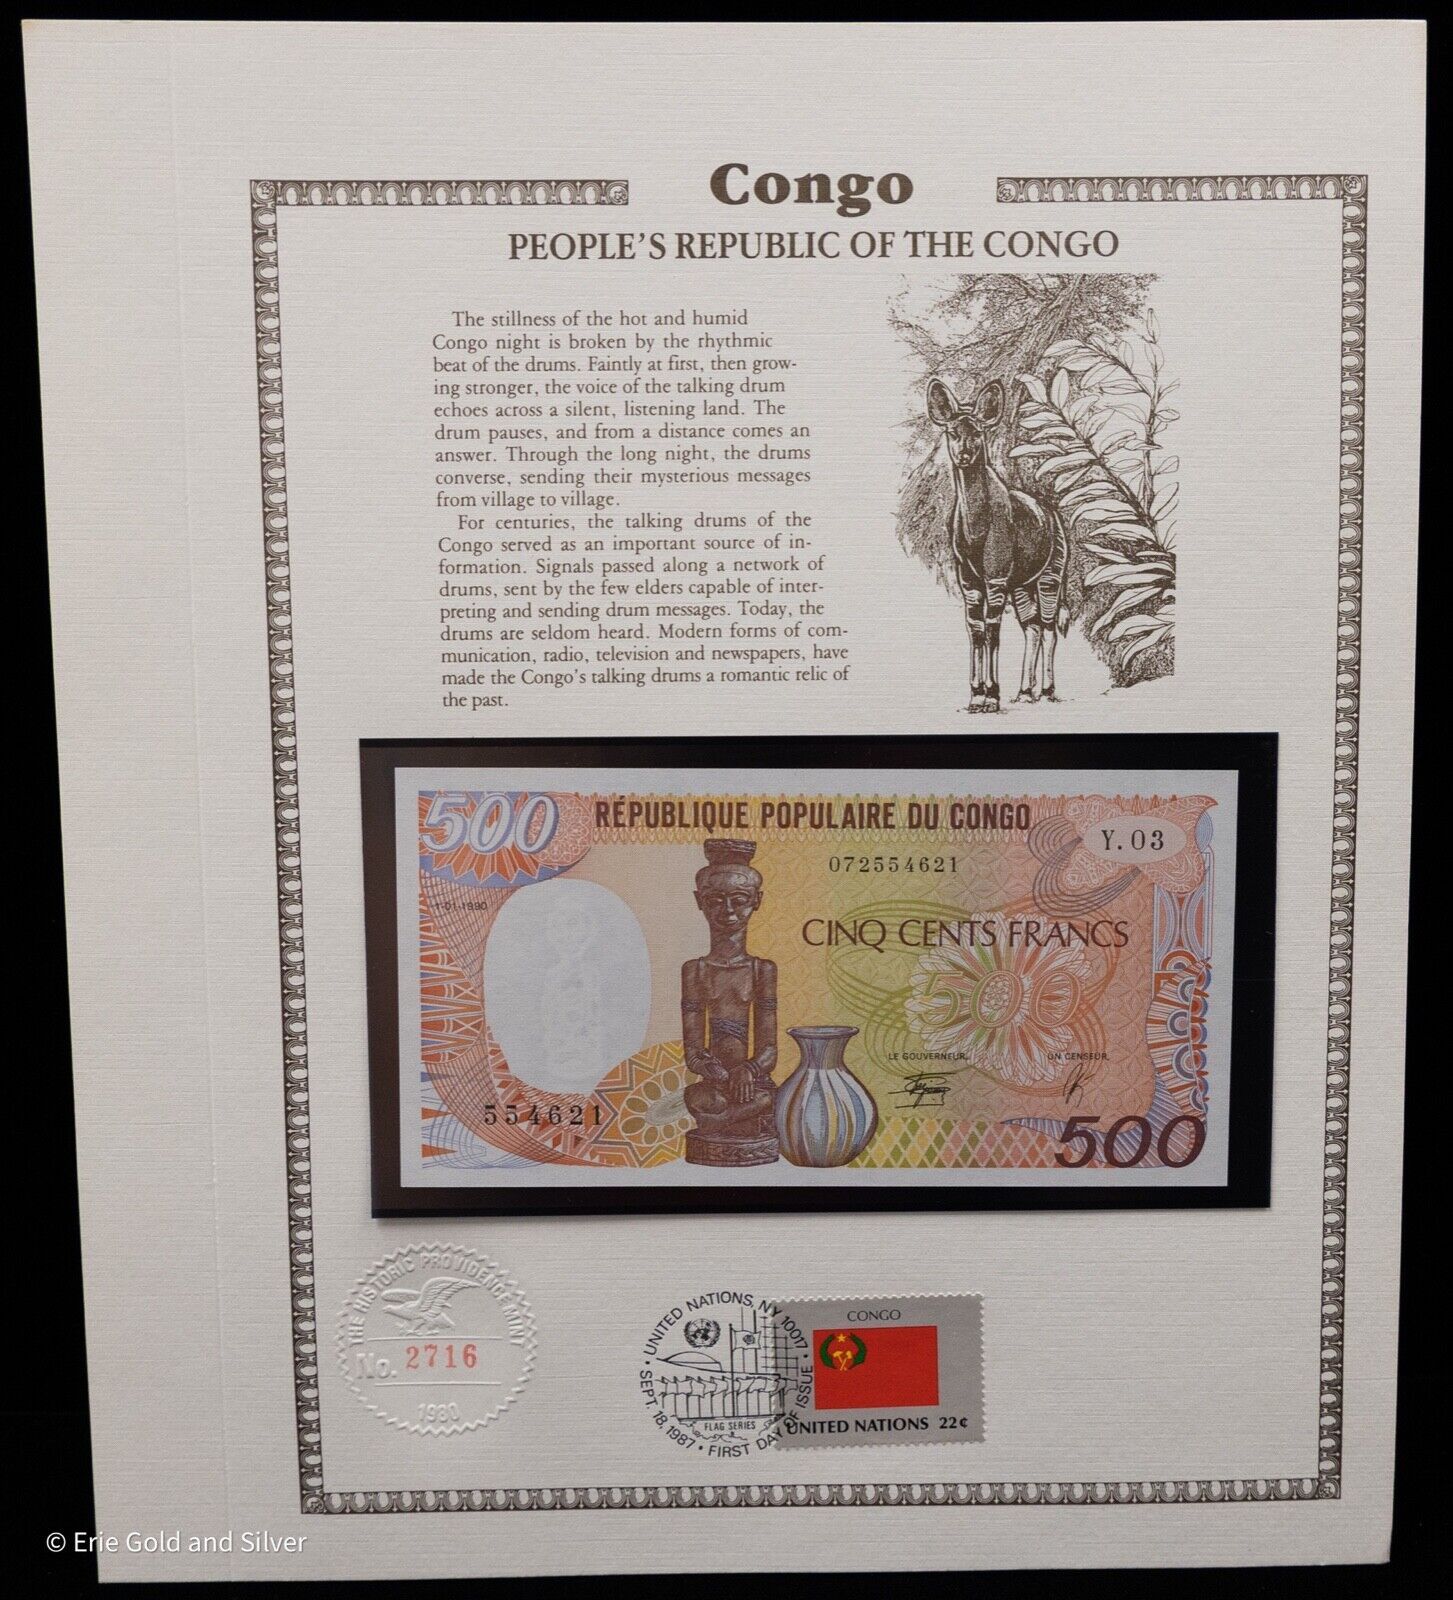 Congo
PEOPLE'S REPUBLIC OF THE CONGO
The stillness of the hot and humid
Congo night is broken by the rhythmic
beat of the drums. Faintly at first, then grow-
ing stronger, the voice of the talking drum
echoes across a silent, listening land. The
drum pauses, and from a distance comes an
answer. Through the long night, the drums
converse, sending their mysterious messages
from village to village.
For centuries, the talking drums of the
Congo served as an important source of in-
formation. Signals passed along a network of
drums, sent by the few elders capable of inter-
preting and sending drum messages. Today, the
drums are seldom heard. Modern forms of com-
munication, radio, television and newspapers, have
made the Congo's talking drums a romantic relic of
the past.
500
RÉPUBLIQUE POPULAIRE DU CONGO
Y.03
072554621
1-01-1990
CINQ CENTS FRANCS
500
LE GOUVERNEUR,
UN CENSEUR,
554621
500
THE HISTORIC PROVIDENCE MINT
No. 2716
1980
UNITED NATIONS, NY 10017
SEPT. 18, 1987 • FIRST DAY OF ISSUE
FLAG SERIES
CONGO
UNITED NATIONS 22¢
© Erie Gold and Silver